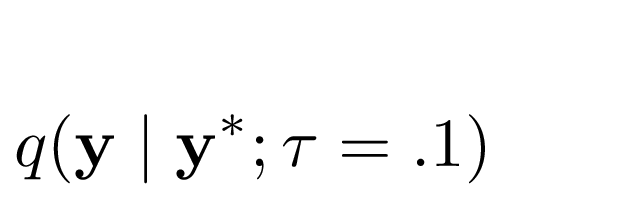 q(y | y*; τ = .1)